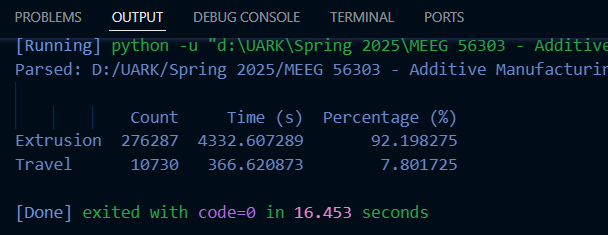 PROBLEMS OUTPUT DEBUG CONSOLE TERMINAL PORTS
[Running] python -u "d:\UARK\Spring 2025\MEEG 56303 - Additive
Parsed: D:/UARK/Spring 2025/MEEG 56303 - Additive Manufacturin
Count Time (s) Percentage (%)
Extrusion 276287 4332.607289 92.198275
Travel 10730 366.620873 7.801725
[Done] exited with code=0 in 16.453 seconds